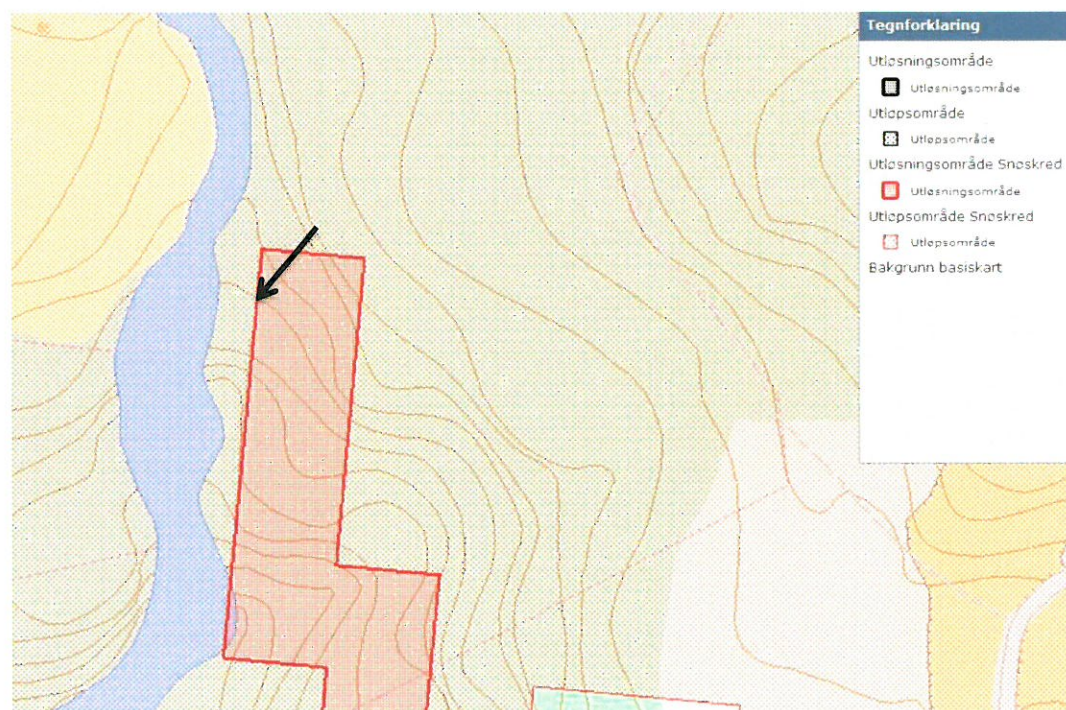 Tegnforklaring
Utløsningsområde
Utløsningsområde
Utløpsområde
Utløpsområde
Utløsningsområde Snøskred
Utløsningsområde
Utløpsområde Snøskred
Utløpsområde
Bakgrunn basiskart